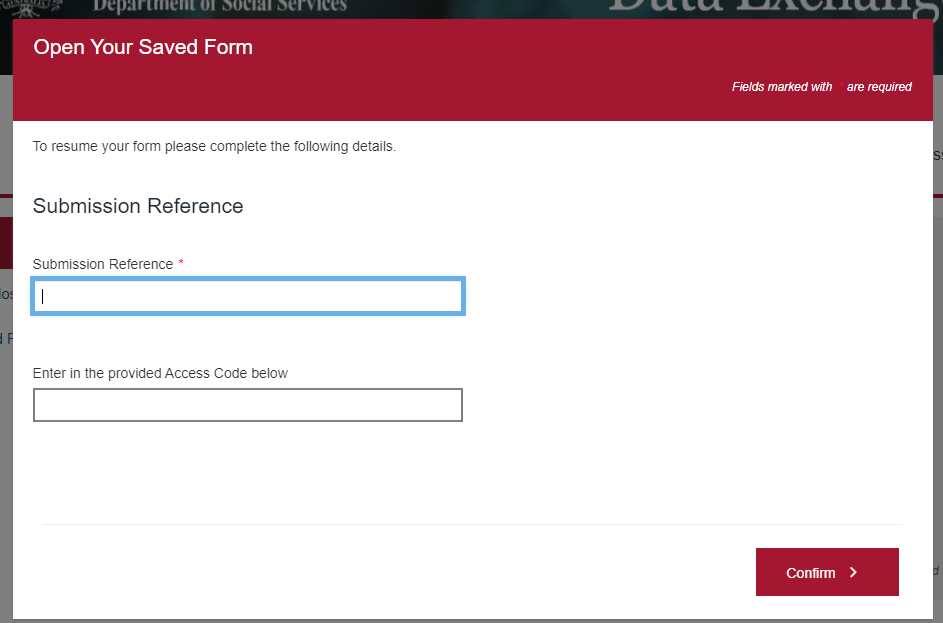 Department of Social Services
Data Exchang
Open Your Saved Form
Fields marked with * are required
To resume your form please complete the following details.
Submission Reference
Submission Reference *
Enter in the provided Access Code below
Confirm